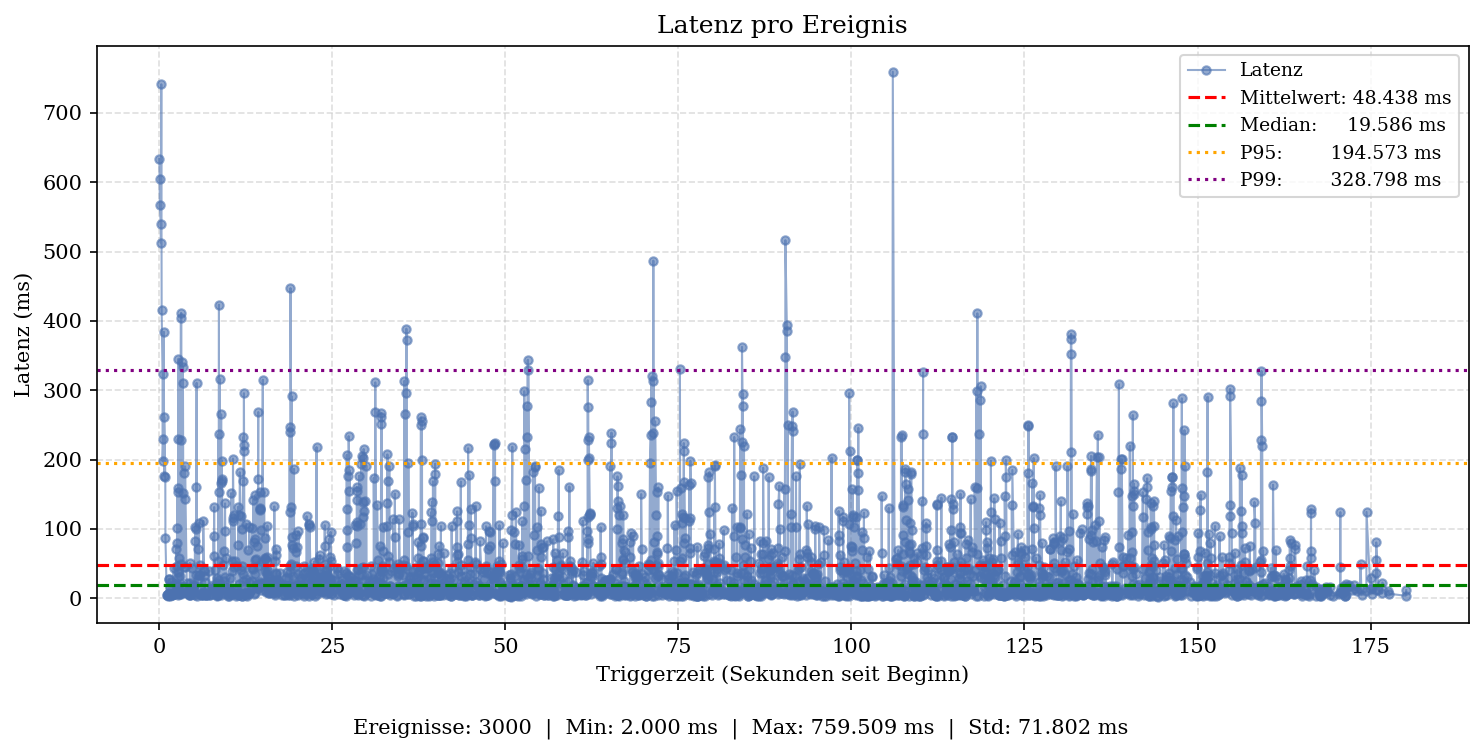 Latenz pro Ereignis
Latenz (ms)
700
600
500
400
300
200
100
0
Latenz
Mittelwert: 48.438 ms
Median: 19.586 ms
P95: 194.573 ms
P99: 328.798 ms
0 25 50 75 100 125 150 175
Triggerzeit (Sekunden seit Beginn)
Ereignisse: 3000 | Min: 2.000 ms | Max: 759.509 ms | Std: 71.802 ms